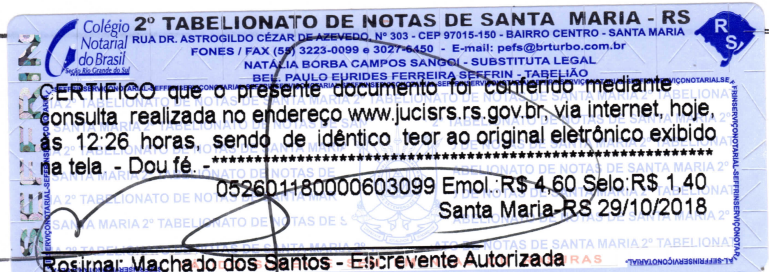 Colégio
Notarial
do Brasil
Seção Rio Grande do Sul
2º TABELIONATO DE NOTAS DE SANTA MARIA - RS
RUA DR. ASTROGILDO CÉZAR DE AZEVEDO, Nº 303 - CEP 97015-150 - BAIRRO CENTRO - SANTA MARIA
FONES / FAX (55) 3223-0099 e 3027-6450 - E-mail: pefs@brturbo.com.br
NATÁLIA BORBA CAMPOS SANGOI - SUBSTITUTA LEGAL
BEL. PAULO EURIDES FERREIRA SEFFRIN - TABELIÃO
RS
CERTIFICO que o presente documento foi conferido mediante
consulta realizada no endereço www.jucisrs.rs.gov.br, via internet, hoje,
às 12:26 horas sendo de idêntico teor ao original eletrônico exibido
na tela - Dou fé. -****************************************************
0526011800000603099 Emol.:R$ 4,60 Selo:R$ 1,40
Santa Maria-RS 29/10/2018
Rosimar Machado dos Santos - Escrevente Autorizada